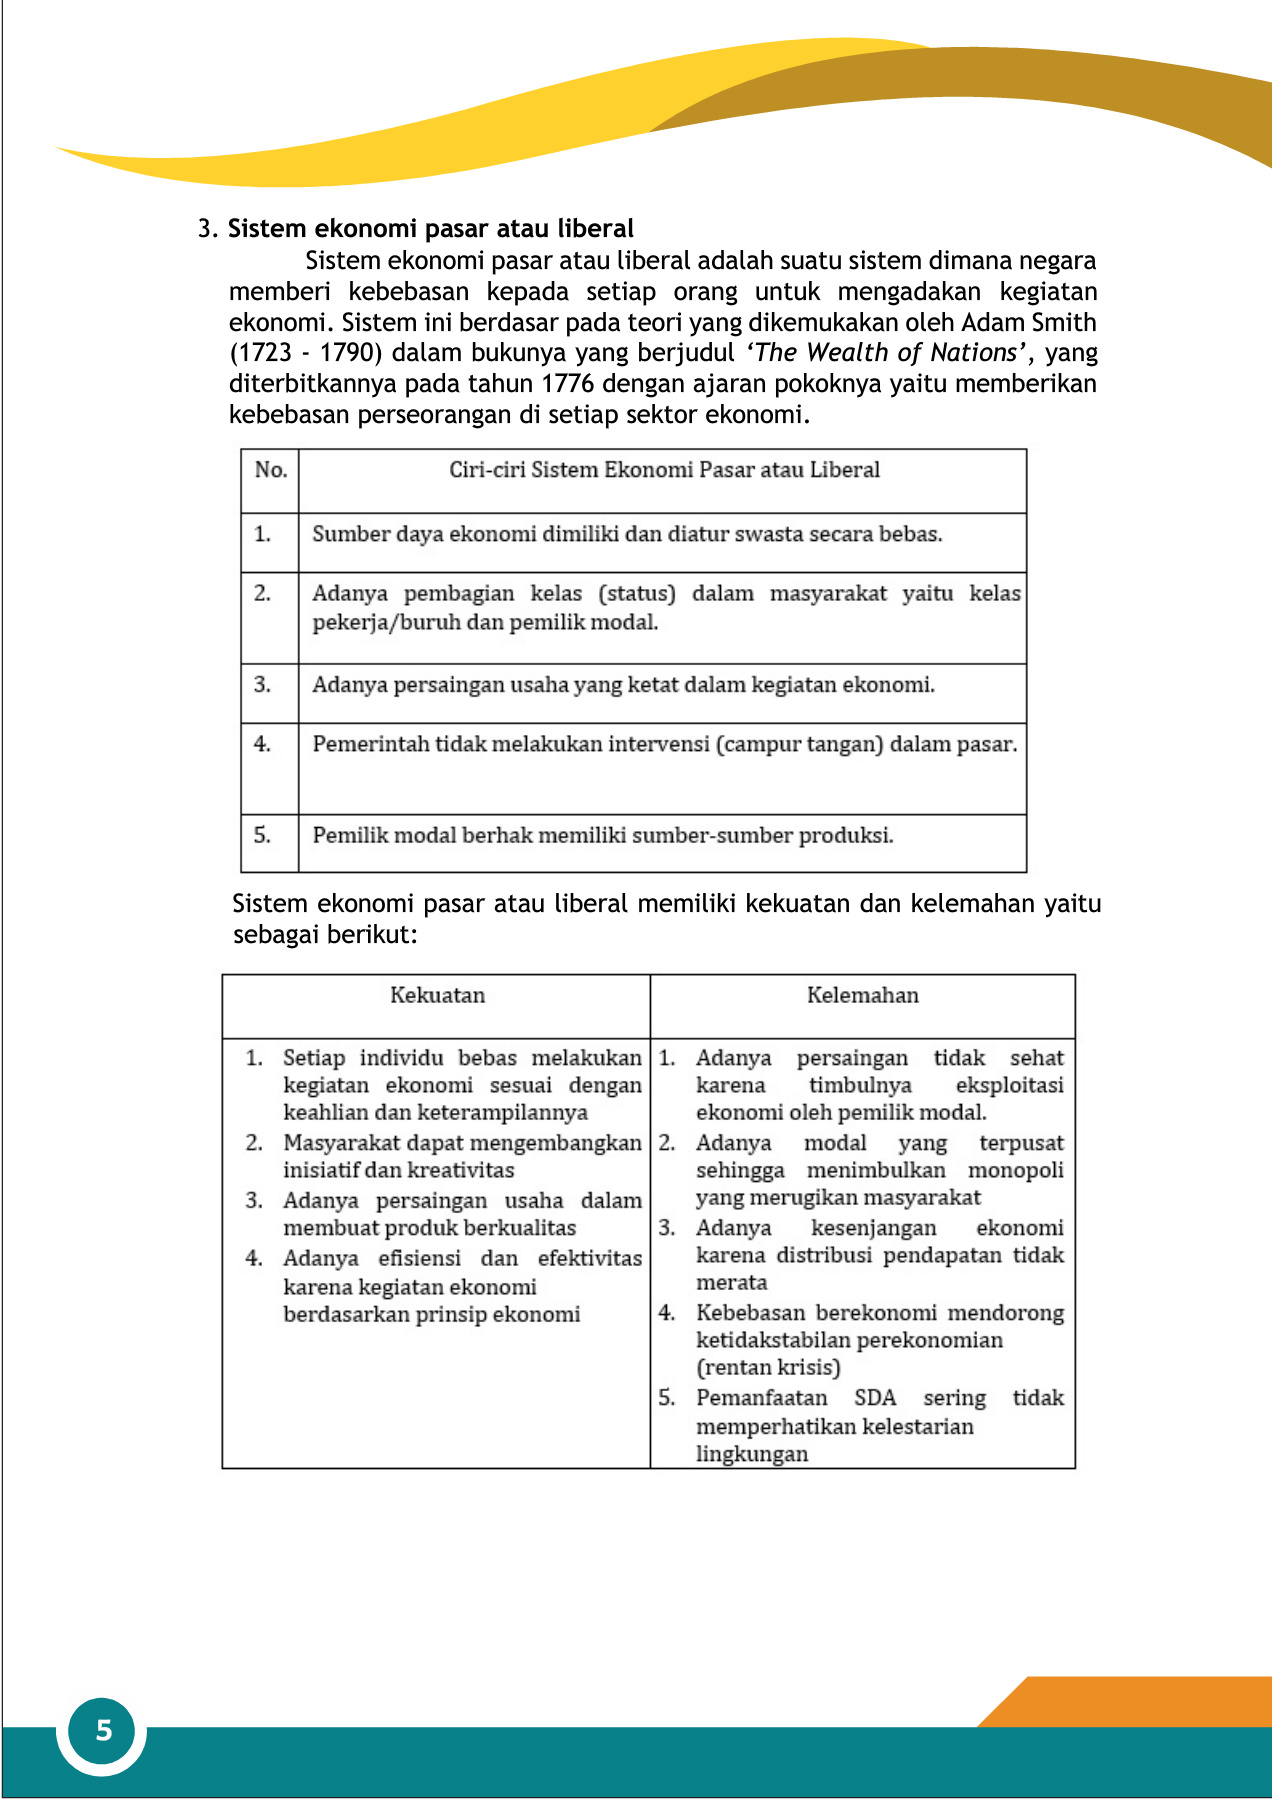 3. Sistem ekonomi pasar atau liberal
Sistem ekonomi pasar atau liberal adalah suatu sistem dimana negara
memberi kebebasan kepada setiap orang untuk mengadakan kegiatan
ekonomi. Sistem ini berdasar pada teori yang dikemukakan oleh Adam Smith
(1723 - 1790) dalam bukunya yang berjudul ‘The Wealth of Nations’, yang
diterbitkannya pada tahun 1776 dengan ajaran pokoknya yaitu memberikan
kebebasan perseorangan di setiap sektor ekonomi.
No. Ciri-ciri Sistem Ekonomi Pasar atau Liberal
1. Sumber daya ekonomi dimiliki dan diatur swasta secara bebas.
2. Adanya pembagian kelas (status) dalam masyarakat yaitu kelas
pekerja/buruh dan pemilik modal.
3. Adanya persaingan usaha yang ketat dalam kegiatan ekonomi.
4. Pemerintah tidak melakukan intervensi (campur tangan) dalam pasar.
5. Pemilik modal berhak memiliki sumber-sumber produksi.
Sistem ekonomi pasar atau liberal memiliki kekuatan dan kelemahan yaitu
sebagai berikut:
Kekuatan
1. Setiap individu bebas melakukan
kegiatan ekonomi sesuai dengan
keahlian dan keterampilannya
2. Masyarakat dapat mengembangkan
inisiatif dan kreativitas
3. Adanya persaingan usaha dalam
membuat produk berkualitas
4. Adanya efisiensi dan efektivitas
karena kegiatan ekonomi
berdasarkan prinsip ekonomi
Kelemahan
1. Adanya persaingan tidak sehat
karena timbulnya eksploitasi
ekonomi oleh pemilik modal.
2. Adanya modal yang terpusat
sehingga menimbulkan monopoli
yang merugikan masyarakat
3. Adanya kesenjangan ekonomi
karena distribusi pendapatan tidak
merata
4. Kebebasan berekonomi mendorong
ketidakstabilan perekonomian
(rentan krisis)
5. Pemanfaatan SDA sering tidak
memperhatikan kelestarian
lingkungan
5